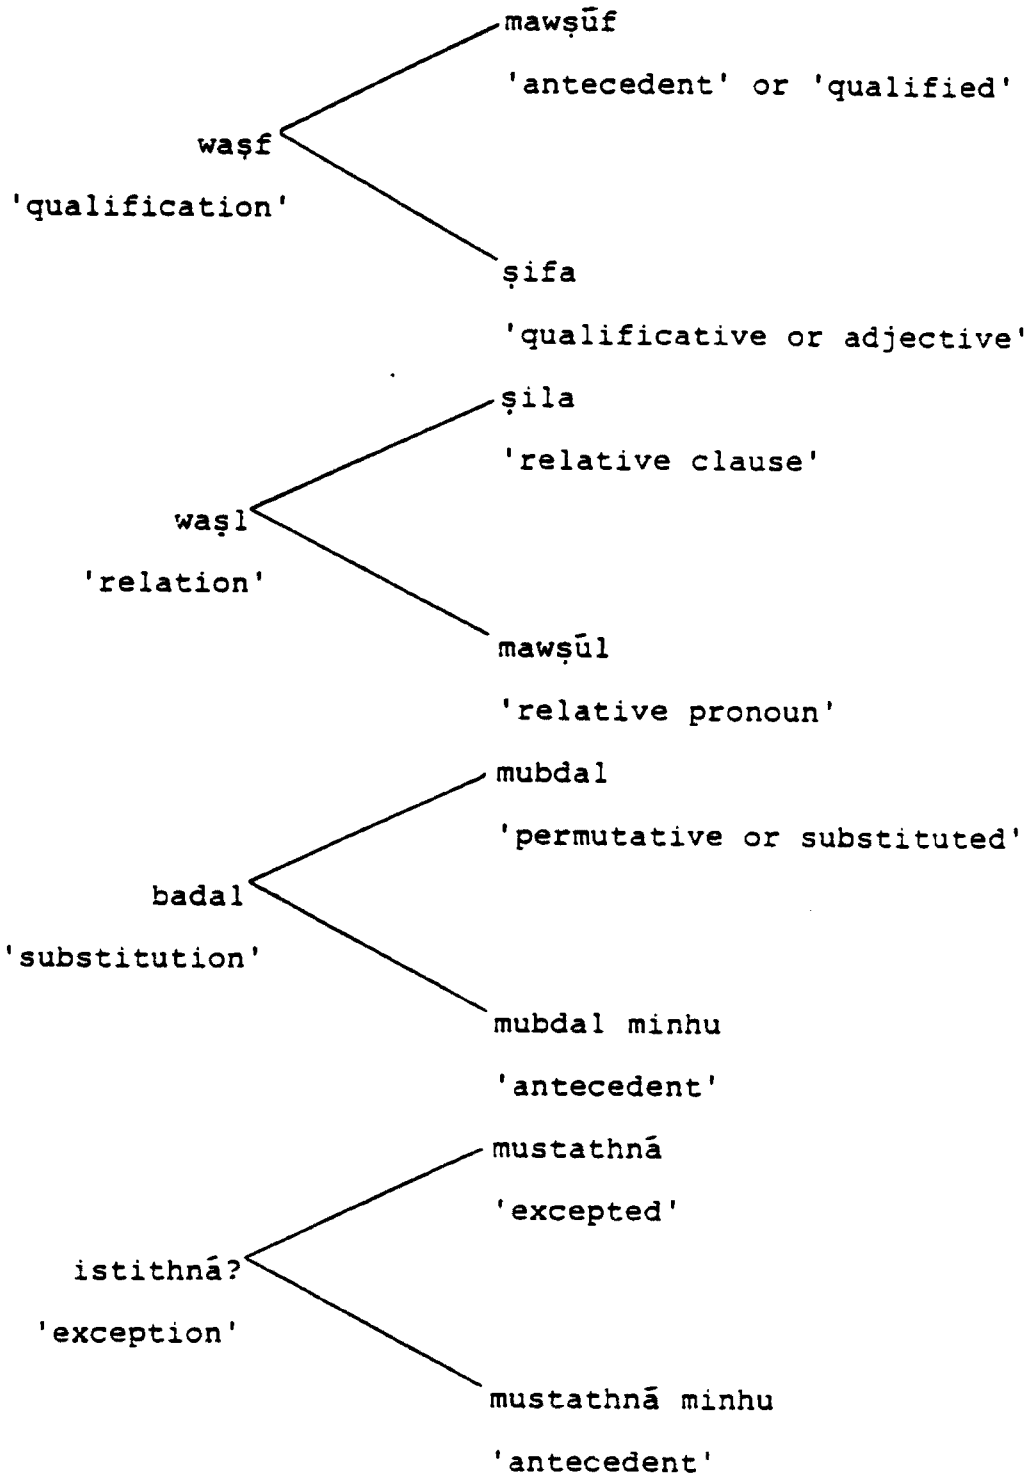 mawṣūf
'antecedent' or 'qualified'
waṣf
'qualification'
ṣifa
'qualificative or adjective'
ṣila
'relative clause'
waṣl
'relation'
mawṣūl
'relative pronoun'
mubdal
'permutative or substituted'
badal
'substitution'
mubdal minhu
'antecedent'
mustathnā
'excepted'
istithnā?
'exception'
mustathnā minhu
'antecedent'